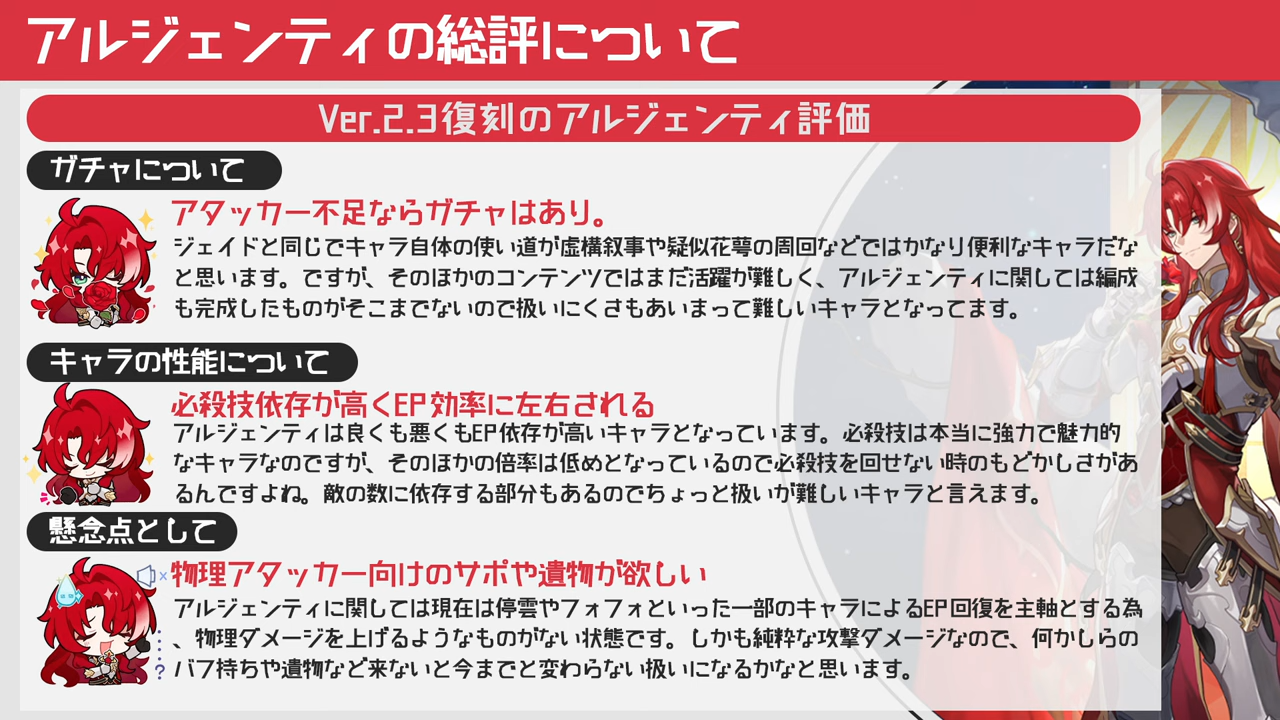 アルジェンティの総評について
Ver.2.3復刻のアルジェンティ評価
ガチャについて
アタッカー不足ならガチャはあり。
ジェイドと同じでキャラ自体の使い道が虚構叙事や疑似花萼の周回などではかなり便利なキャラだな
と思います。ですが、そのほかのコンテンツではまだ活躍が難しく、アルジェンティに関しては編成
も完成したものがそこまでないので扱いにくさもあいまって難しいキャラとなってます。
キャラの性能について
必殺技依存が高くEP効率に左右される
アルジェンティは良くも悪くもEP依存が高いキャラとなっています。必殺技は本当に強力で魅力的
なキャラなのですが、そのほかの倍率は低めとなっているので必殺技を回せない時のもどかしさがあ
るんですよね。敵の数に依存する部分もあるのでちょっと扱いが難しいキャラと言えます。
懸念点として
物理アタッカー向けのサポや遺物が欲しい
アルジェンティに関しては現在は停雲やフォフォといった一部のキャラによるEP回復を主軸とする為
、物理ダメージを上げるようなものがない状態です。しかも純粋な攻撃ダメージなので、何かしらの
バフ持ちや遺物など来ないと今までと変わらない扱いになるかなと思います。